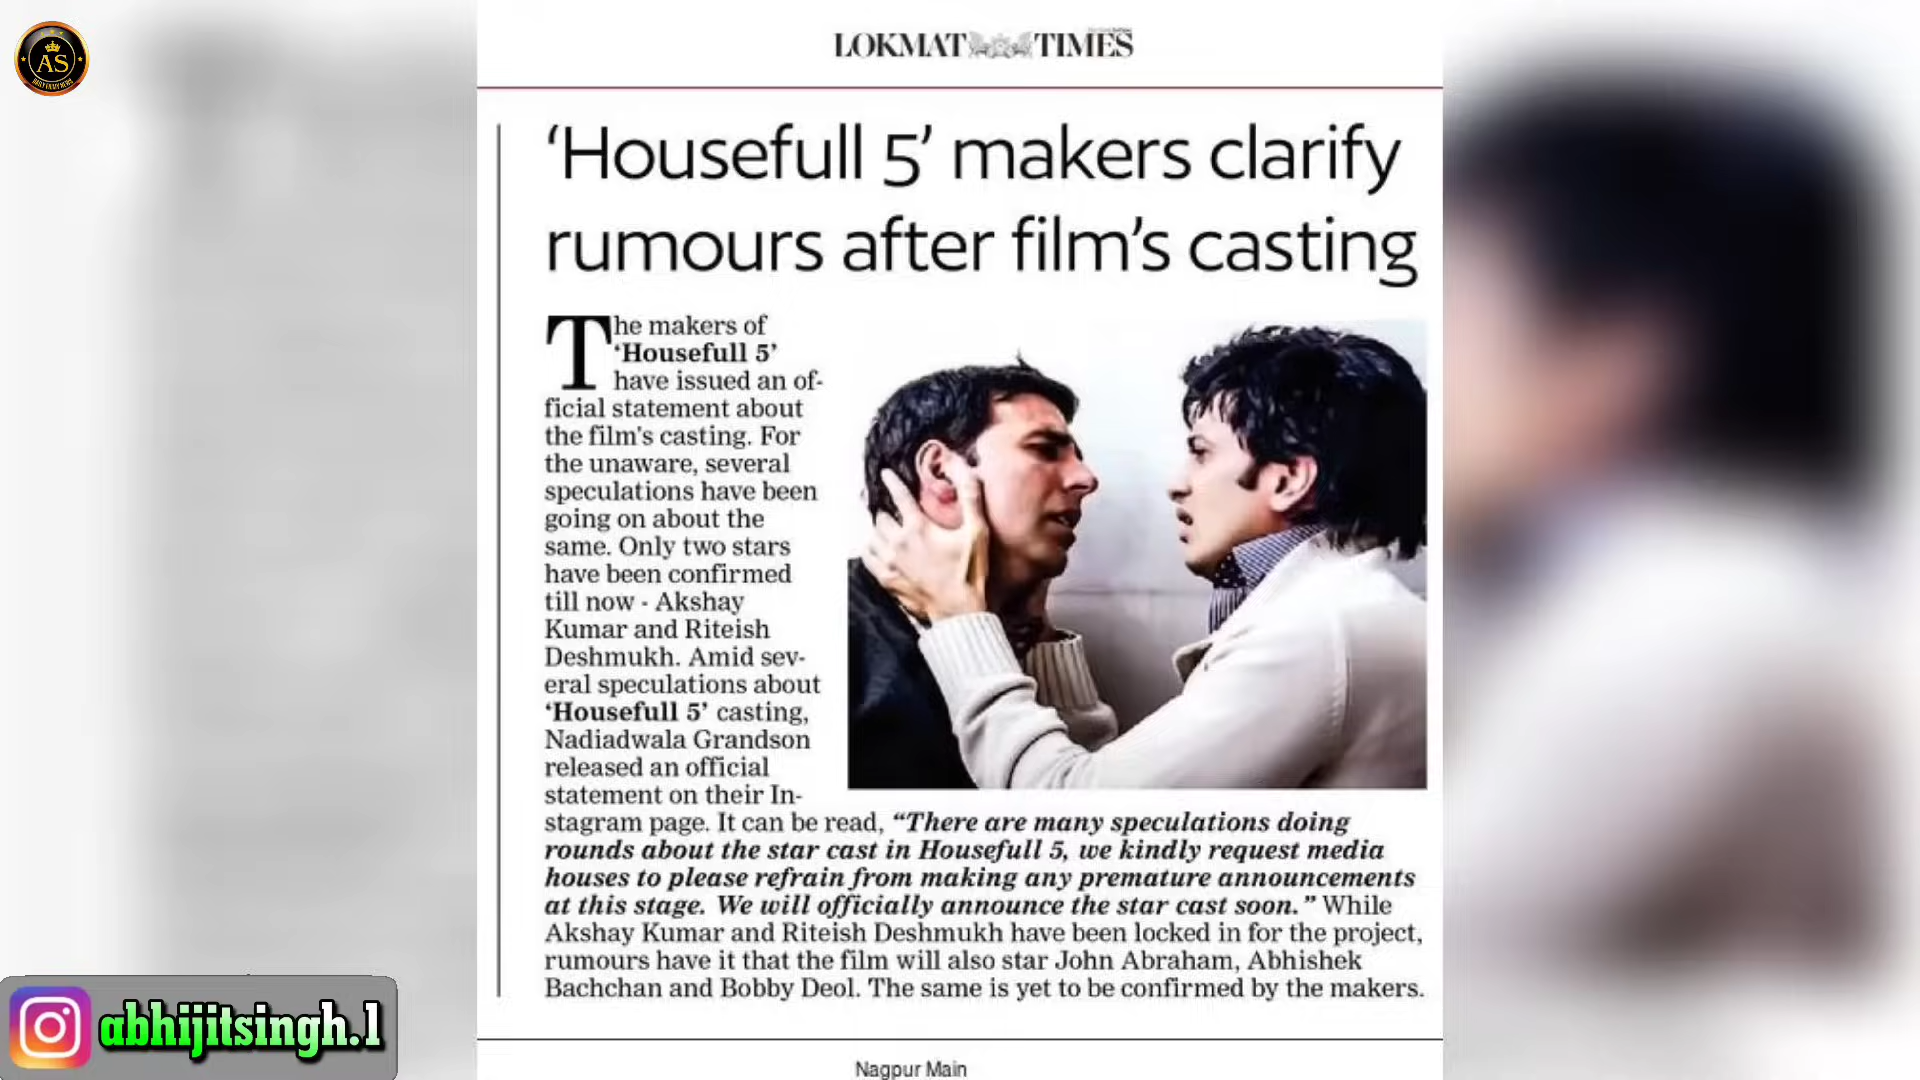 AS
LOKMAT TIMES
‘Housefull 5’ makers clarify
rumours after film’s casting
The makers of
‘Housefull 5’
have issued an of-
ficial statement about
the film's casting. For
the unaware, several
speculations have been
going on about the
same. Only two stars
have been confirmed
till now - Akshay
Kumar and Riteish
Deshmukh. Amid sev-
eral speculations about
‘Housefull 5’ casting,
Nadiadwala Grandson
released an official
statement on their In-
stagram page. It can be read, “There are many speculations doing
rounds about the star cast in Housefull 5, we kindly request media
houses to please refrain from making any premature announcements
at this stage. We will officially announce the star cast soon.” While
Akshay Kumar and Riteish Deshmukh have been locked in for the project,
rumours have it that the film will also star John Abraham, Abhishek
Bachchan and Bobby Deol. The same is yet to be confirmed by the makers.
abhijitsingh.1
Nagpur Main